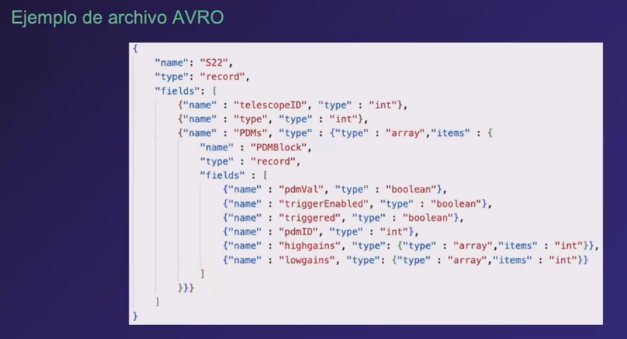 Ejemplo de archivo AVRO
{
"name": "S22",
"type": "record",
"fields": [
{"name" : "telescopeID", "type" : "int"},
{"name" : "type", "type" : "int"},
{"name" : "PDMs", "type" : {"type" : "array","items" : {
"name" : "PDMBlock",
"type" : "record",
"fields" : [
{"name" : "pdmVal", "type" : "boolean"},
{"name" : "triggerEnabled", "type" : "boolean"},
{"name" : "triggered", "type" : "boolean"},
{"name" : "pdmID", "type" : "int"},
{"name" : "highgains", "type": {"type" : "array","items" : "int"}},
{"name" : "lowgains", "type": {"type" : "array","items" : "int"}}
]
}}}
]
}